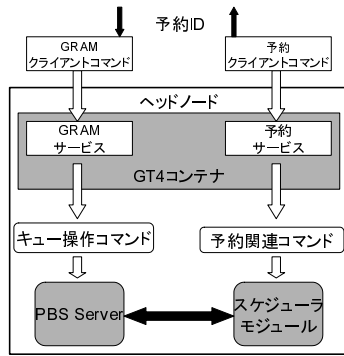 予約ID
GRAM
クライアントコマンド
予約
クライアントコマンド
ヘッドノード
GRAM
サービス
予約
サービス
GT4コンテナ
キュー操作コマンド
予約関連コマンド
PBS Server
スケジューラ
モジュール